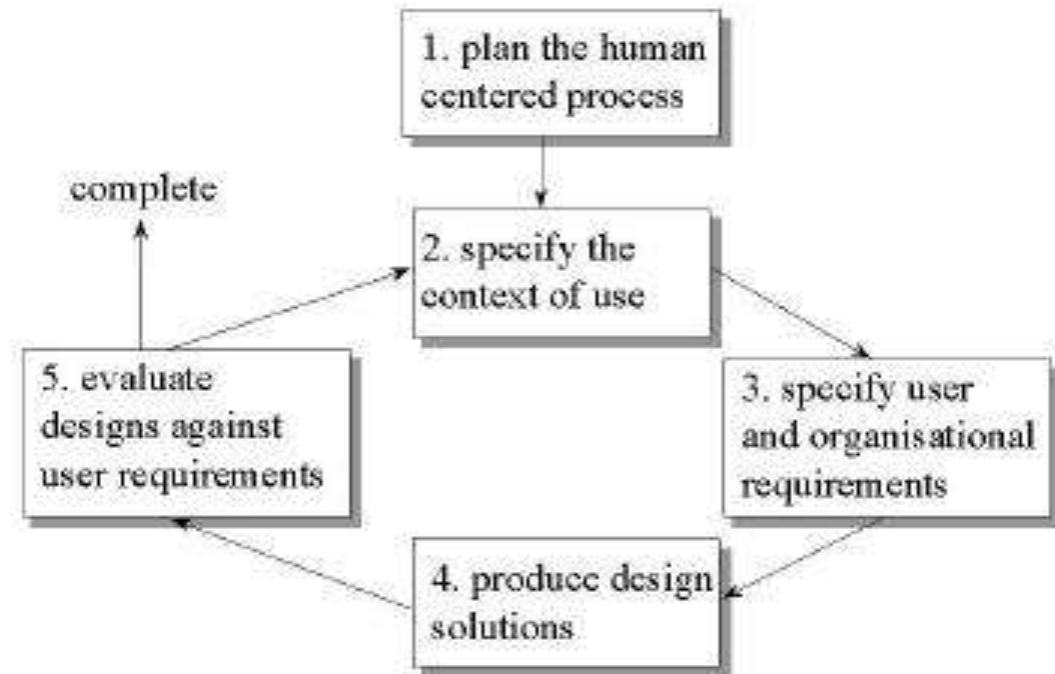 1. plan the human
centered process
complete
2. specify the
context of use
5. evaluate
designs against
user requirements
3. specify user
and organisational
requirements
4. produce design
solutions